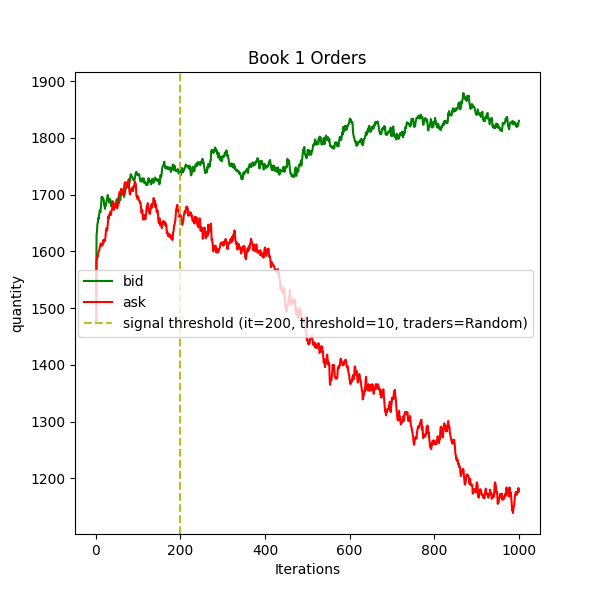 Book 1 Orders
1900
1800
1700
1600
1500
1400
1300
1200
quantity
bid
ask
signal threshold (it=200, threshold=10, traders=Random)
0 200 400 600 800 1000
Iterations